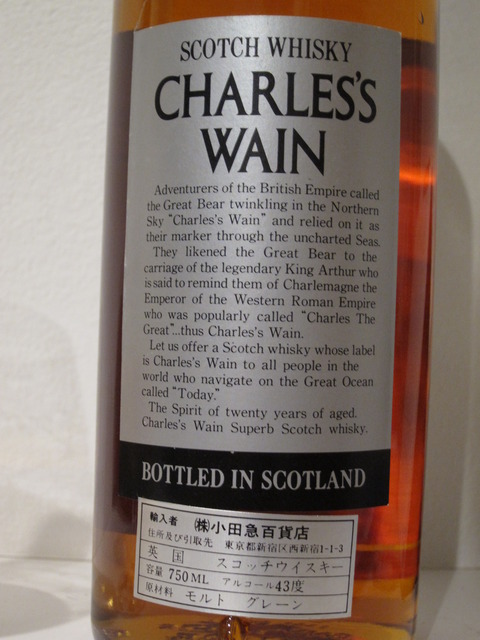 SCOTCH WHISKY
CHARLES'S
WAIN
Adventurers of the British Empire called
the Great Bear twinkling in the Northern
Sky "Charles's Wain" and relied on it as
their marker through the uncharted Seas.
They likened the Great Bear to the
carriage of the legendary King Arthur who
is said to remind them of Charlemagne the
Emperor of the Western Roman Empire
who was popularly called "Charles The
Great"...thus Charles's Wain.
Let us offer a Scotch whisky whose label
is Charles's Wain to all people in the
world who navigate on the Great Ocean
called "Today."
The Spirit of twenty years of aged.
Charles's Wain Superb Scotch whisky.
BOTTLED IN SCOTLAND
輸入者 ㈱小田急百貨店
住所及び引取先 東京都新宿区西新宿1-1-3
英国 スコッチウイスキー
容量 750ML アルコール43度
原材料 モルト グレーン